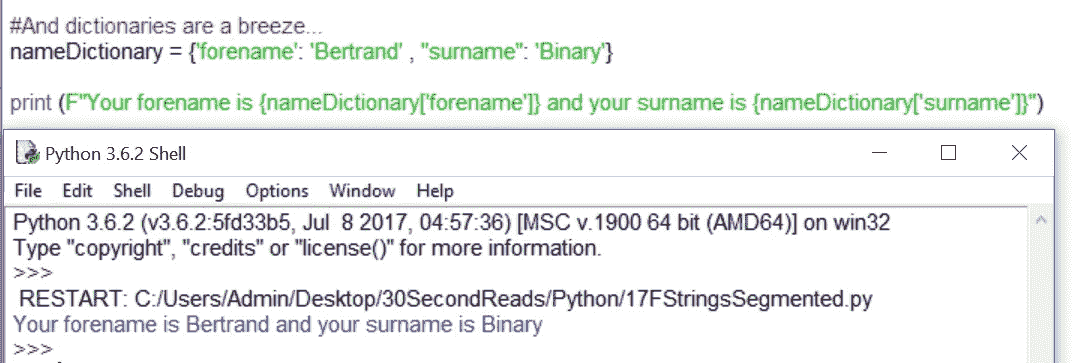 #And dictionaries are a breeze...
nameDictionary = {'forename': 'Bertrand' , "surname": 'Binary'}
print (F"Your forename is {nameDictionary['forename']} and your surname is {nameDictionary['surname']}")
Python 3.6.2 Shell
File Edit Shell Debug Options Window Help
Python 3.6.2 (v3.6.2:5fd33b5, Jul  8 2017, 04:57:36) [MSC v.1900 64 bit (AMD64)] on win32
Type "copyright", "credits" or "license()" for more information.
>>>
RESTART: C:/Users/Admin/Desktop/30SecondReads/Python/17FStringsSegmented.py
Your forename is Bertrand and your surname is Binary
>>>